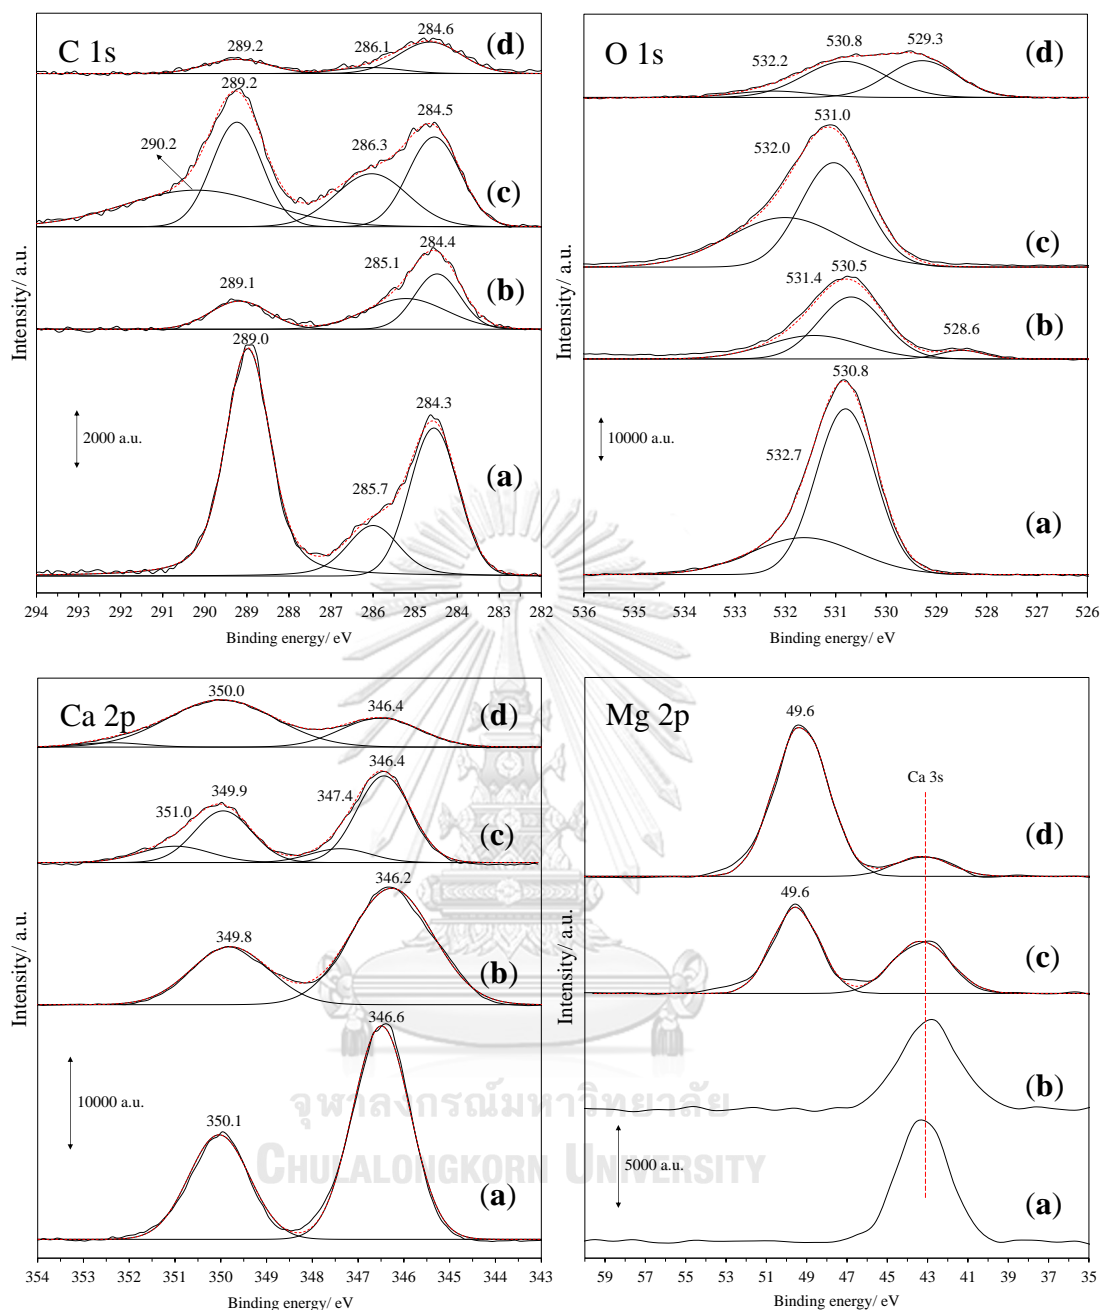 C 1s
289.2
286.1
284.6
(d)
289.2
290.2
286.3
284.5
(c)
289.1
285.1
284.4
(b)
289.0
285.7
284.3
(a)
2000 a.u.
Intensity/ a.u.
294 293 292 291 290 289 288 287 286 285 284 283 282
Binding energy/ eV
O 1s
532.2
530.8
529.3
(d)
532.0
531.0
(c)
531.4
530.5
528.6
(b)
532.7
530.8
(a)
10000 a.u.
Intensity/ a.u.
536 535 534 533 532 531 530 529 528 527 526
Binding energy/ eV
Ca 2p
350.0
346.4
(d)
351.0
349.9
347.4
346.4
(c)
349.8
346.2
(b)
350.1
346.6
(a)
10000 a.u.
Intensity/ a.u.
354 353 352 351 350 349 348 347 346 345 344 343
Binding energy/ eV
Mg 2p
49.6
Ca 3s
(d)
49.6
(c)
(b)
(a)
5000 a.u.
Intensity/ a.u.
59 57 55 53 51 49 47 45 43 41 39 37 35
Binding energy/ eV
จุฬาลงกรณ์มหาวิทยาลัย
CHULALONGKORN UNIVERSITY